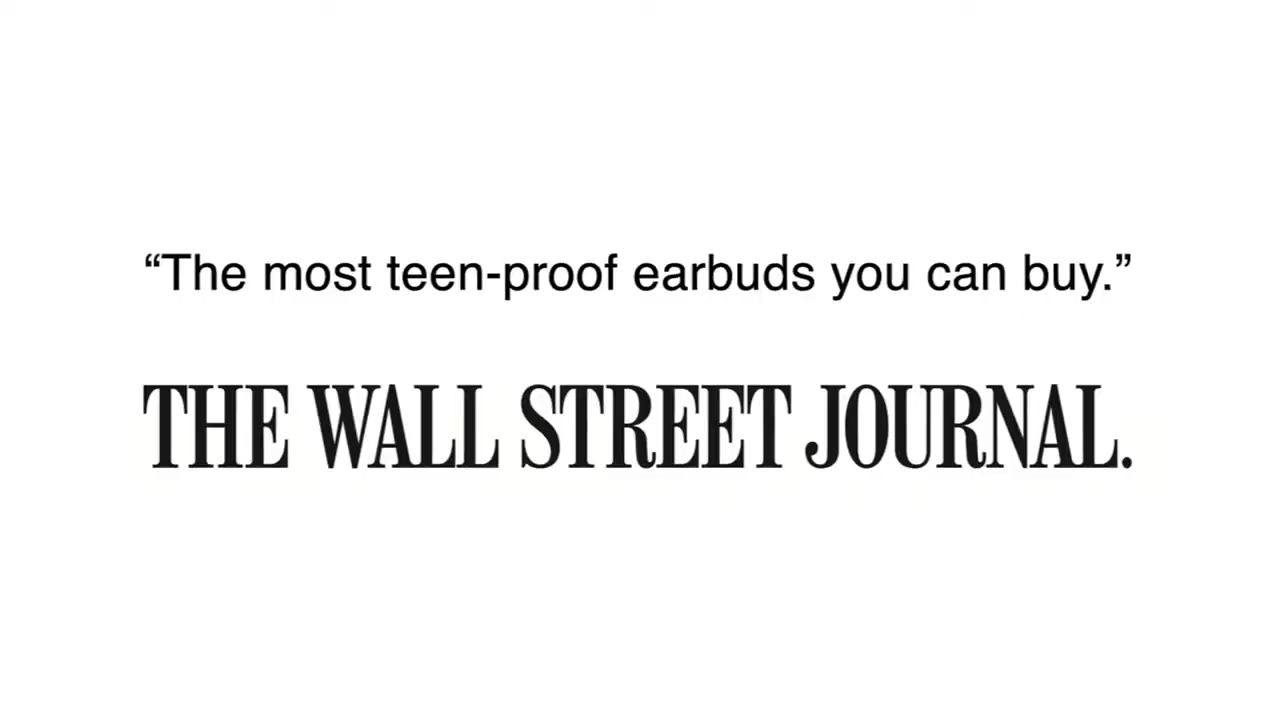 “The most teen-proof earbuds you can buy.”
THE WALL STREET JOURNAL.